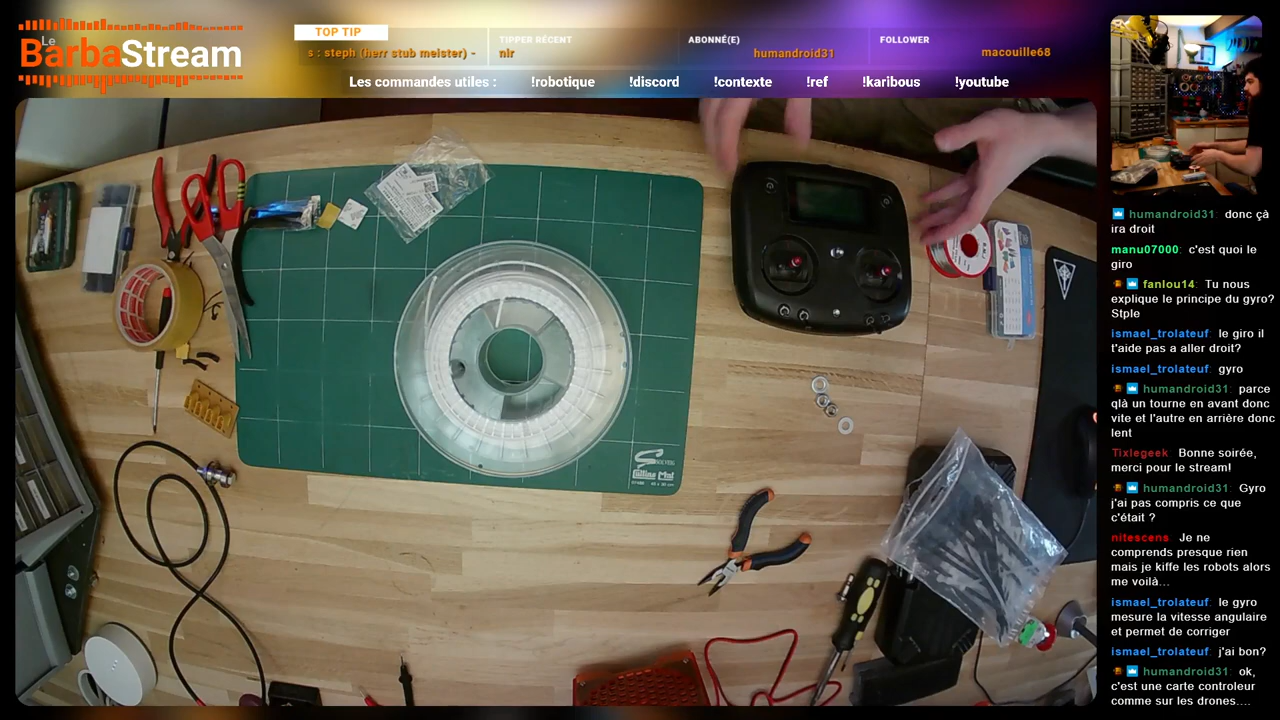 Le
BarbaStream
TOP TIP
s : steph (herr stub meister) -
TIPPER RÉCENT
nir
ABONNÉ(E)
humandroid31
FOLLOWER
macouille68
Les commandes utiles : !robotique !discord !contexte !ref !karibous !youtube
humandroid31: donc çà
ira droit
manu07000: c'est quoi le
giro
fanlou14: Tu nous
explique le principe du gyro?
Stple
ismael_trolateuf: le giro il
t'aide pas a aller droit?
ismael_trolateuf: gyro
humandroid31: parce
qlà un tourne en avant donc
vite et l'autre en arrière donc
lent
Tixlegeek: Bonne soirée,
merci pour le stream!
humandroid31: Gyro
j'ai pas compris ce que
c'était ?
nitescens: Je ne
comprends presque rien
mais je kiffe les robots alors
me voilà...
ismael_trolateuf: le gyro
mesure la vitesse angulaire
et permet de corriger
ismael_trolateuf: j'ai bon?
humandroid31: ok,
c'est une carte controleur
comme sur les drones....